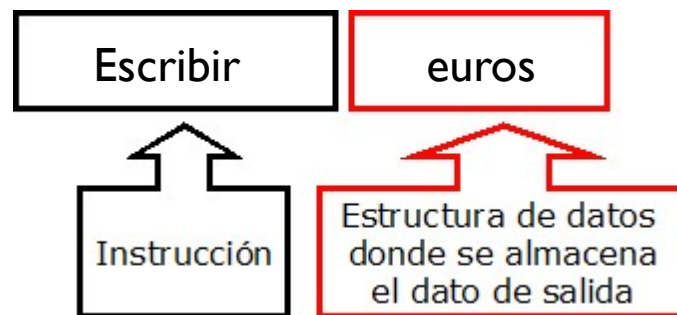 Escribir euros
Instrucción
Estructura de datos
donde se almacena
el dato de salida